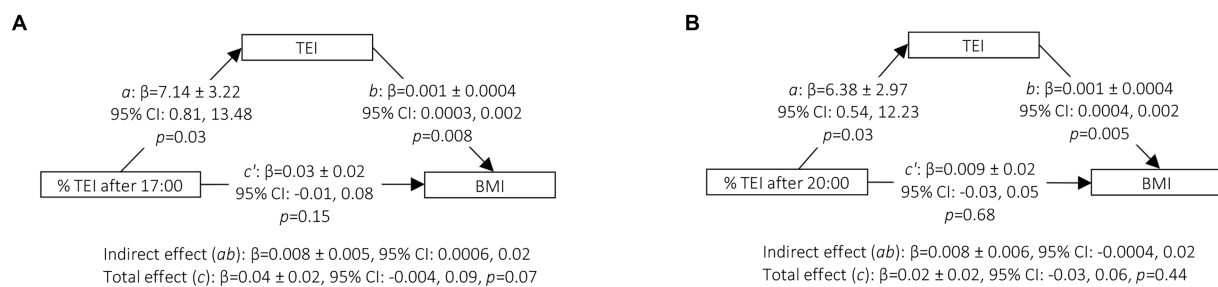 A
TEI
a: β=7.14 ± 3.22
95% CI: 0.81, 13.48
p=0.03
b: β=0.001 ± 0.0004
95% CI: 0.0003, 0.002
p=0.008
% TEI after 17:00
c': β=0.03 ± 0.02
95% CI: -0.01, 0.08
p=0.15
BMI
Indirect effect (ab): β=0.008 ± 0.005, 95% CI: 0.0006, 0.02
Total effect (c): β=0.04 ± 0.02, 95% CI: -0.004, 0.09, p=0.07
B
TEI
a: β=6.38 ± 2.97
95% CI: 0.54, 12.23
p=0.03
b: β=0.001 ± 0.0004
95% CI: 0.0004, 0.002
p=0.005
% TEI after 20:00
c': β=0.009 ± 0.02
95% CI: -0.03, 0.05
p=0.68
BMI
Indirect effect (ab): β=0.008 ± 0.006, 95% CI: -0.0004, 0.02
Total effect (c): β=0.02 ± 0.02, 95% CI: -0.03, 0.06, p=0.44